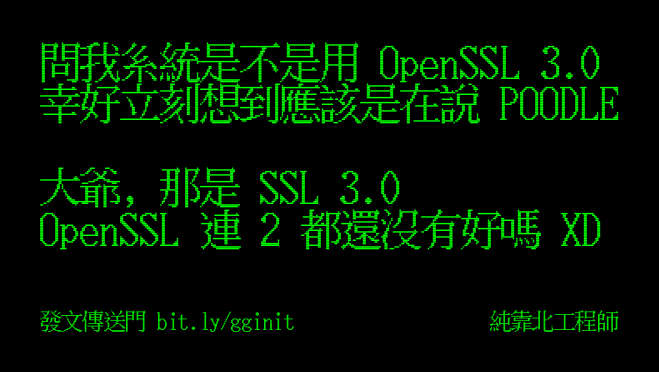 問我系統是不是用 OpenSSL 3.0
幸好立刻想到應該是在說 POODLE
大爺, 那是 SSL 3.0
OpenSSL 連 2 都還沒有好嗎 XD
發文傳送門 bit.ly/gginit
純靠北工程師